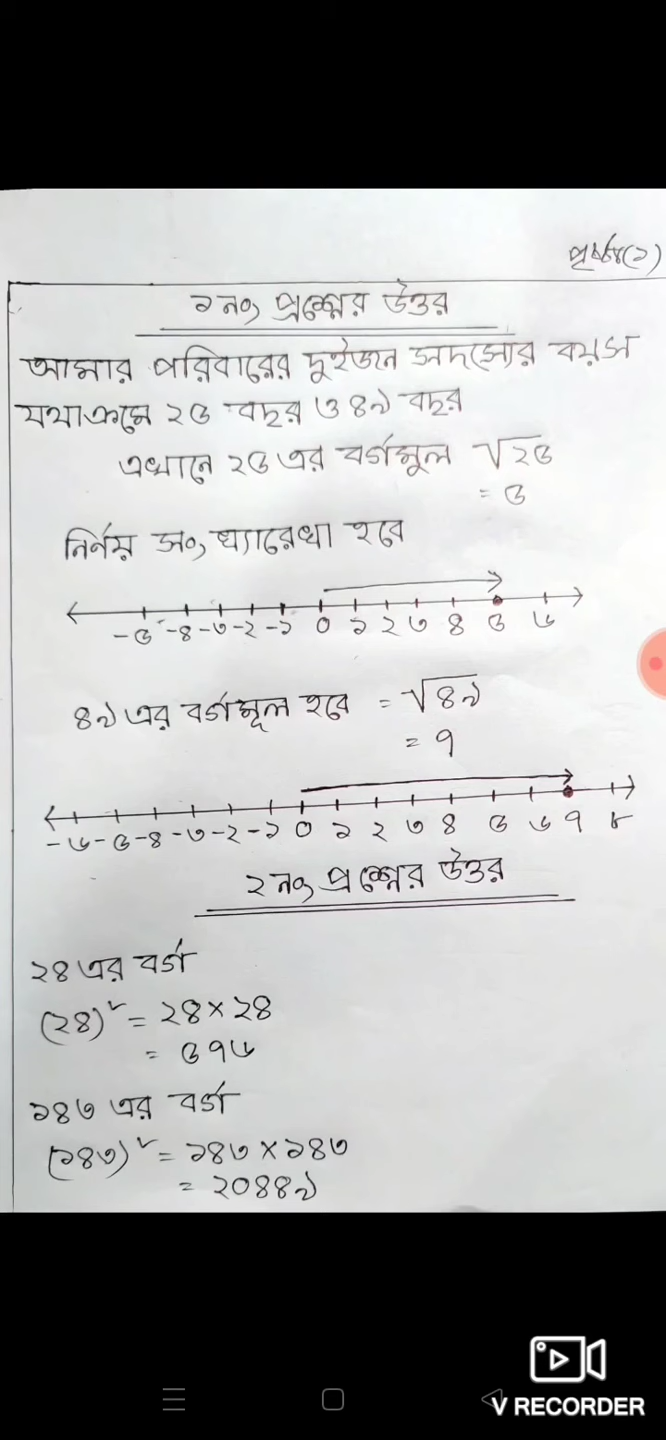 পৃষ্ঠাঃ(১)
১নং প্রশ্নের উত্তর
আমার পরিবারের দুইজন সদস্যের বয়স
যথাক্রমে ২৫ বছর ও ৪৯ বছর
এখানে ২৫ এর বর্গমূল √২৫
= ৫
নির্নয় সংখ্যারেখা হবে
-৫ -৪ -৩ -২ -১ ০ ১ ২ ৩ ৪ ৫ ৬
৪৯ এর বর্গমূল হবে = √৪৯
= ৭
-৬ -৫ -৪ -৩ -২ -১ ০ ১ ২ ৩ ৪ ৫ ৬ ৭ ৮
২নং প্রশ্নের উত্তর
২৪ এর বর্গ
(২৪)² = ২৪ × ২৪
= ৫৭৬
১৪৩ এর বর্গ
(১৪৩)² = ১৪৩ × ১৪৩
= ২০৪৪৯
V RECORDER